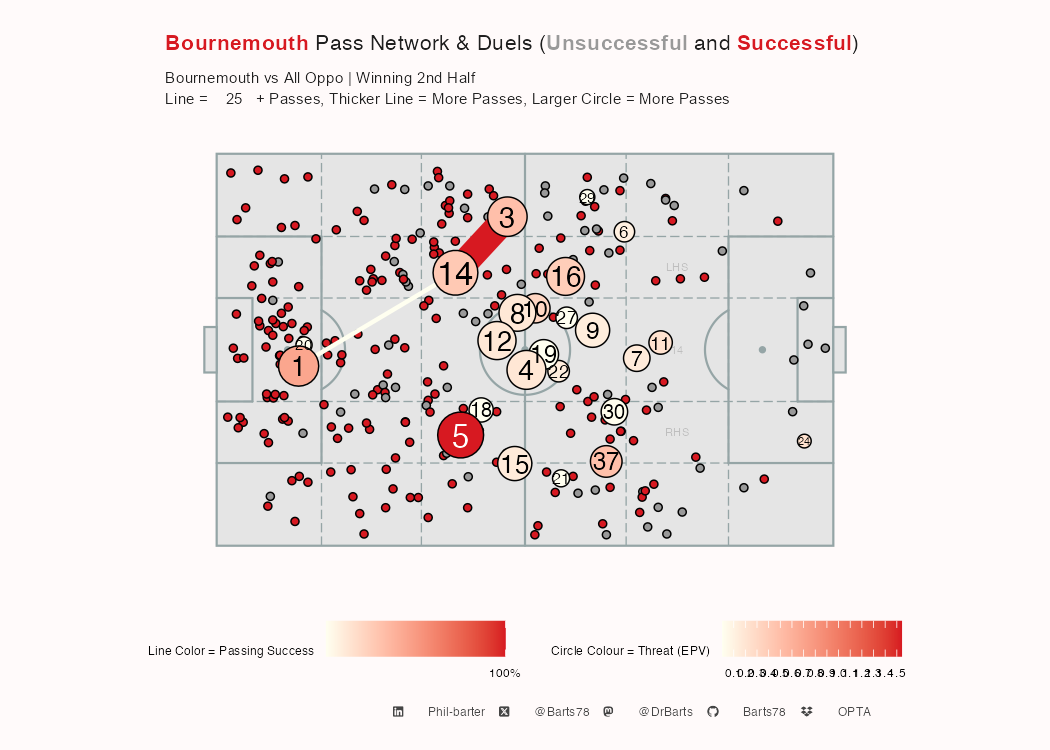 Bournemouth Pass Network & Duels (Unsuccessful and Successful)
Bournemouth vs All Oppo | Winning 2nd Half
Line = 25 + Passes, Thicker Line = More Passes, Larger Circle = More Passes
29
3
6
LHS
14
16
8
10
27
9
20
12
19
11
14
1
4
22
7
18
30
5
RHS
24
15
37
21
Line Color = Passing Success
100%
Circle Colour = Threat (EPV)
Phil-barter
@Barts78
@DrBarts
Barts78
OPTA